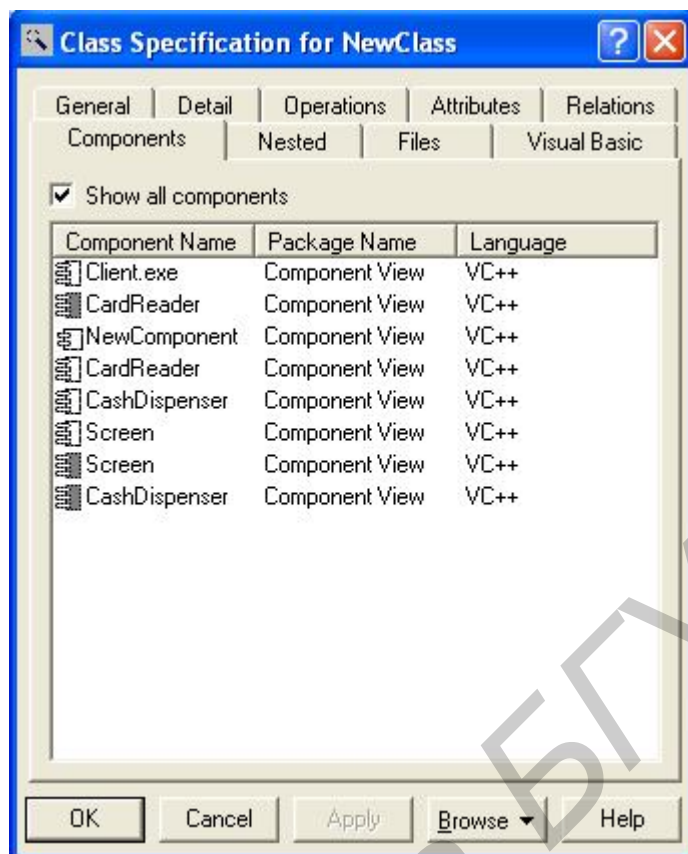 Class Specification for NewClass
General Detail Operations Attributes Relations
Components Nested Files Visual Basic
Show all components
Component Name Package Name Language
Client.exe Component View VC++
CardReader Component View VC++
NewComponent Component View VC++
CardReader Component View VC++
CashDispenser Component View VC++
Screen Component View VC++
Screen Component View VC++
CashDispenser Component View VC++
OK Cancel Apply Browse Help